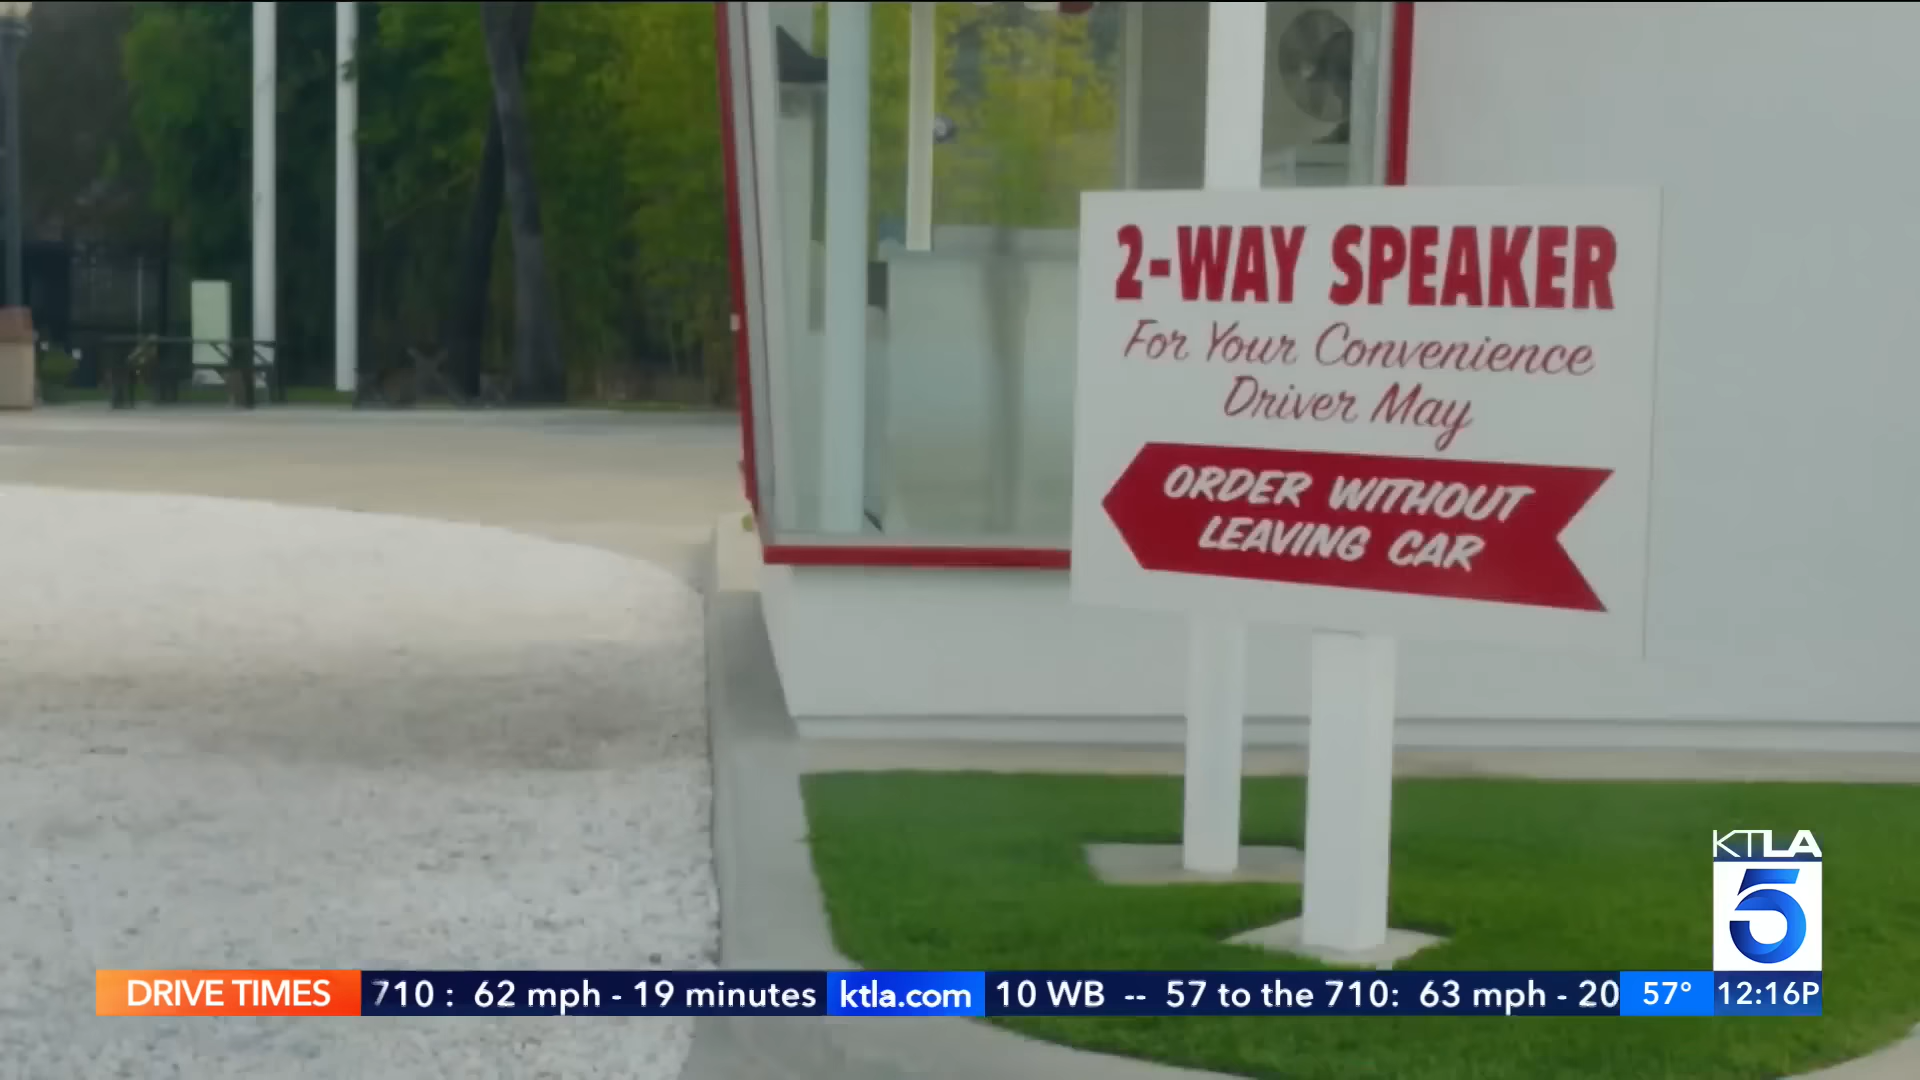 2-WAY SPEAKER
For Your Convenience
Driver May
ORDER WITHOUT
LEAVING CAR
KTLA
5
DRIVE TIMES 710 : 62 mph - 19 minutes ktla.com 10 WB -- 57 to the 710: 63 mph - 20 57° 12:16P